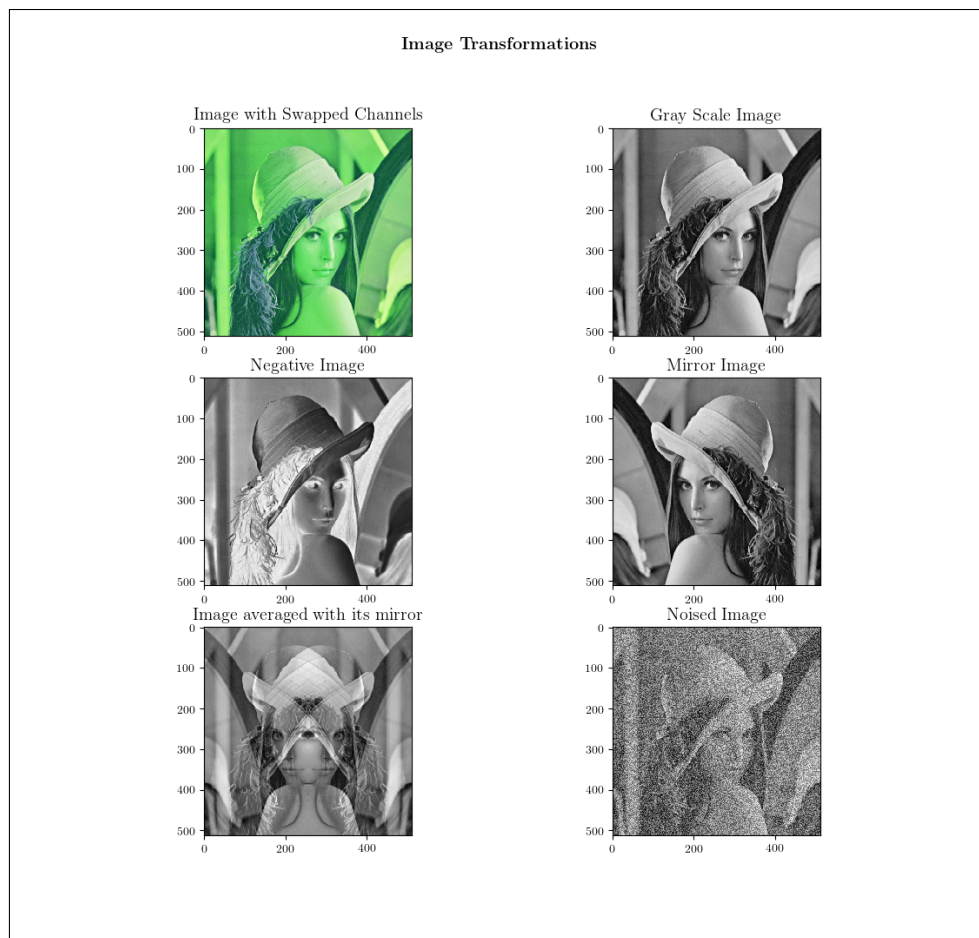 Image Transformations
Image with Swapped Channels
0
100
200
300
400
500
0 200 400
Gray Scale Image
0
100
200
300
400
500
0 200 400
Negative Image
0
100
200
300
400
500
0 200 400
Mirror Image
0
100
200
300
400
500
0 200 400
Image averaged with its mirror
0
100
200
300
400
500
0 200 400
Noised Image
0
100
200
300
400
500
0 200 400